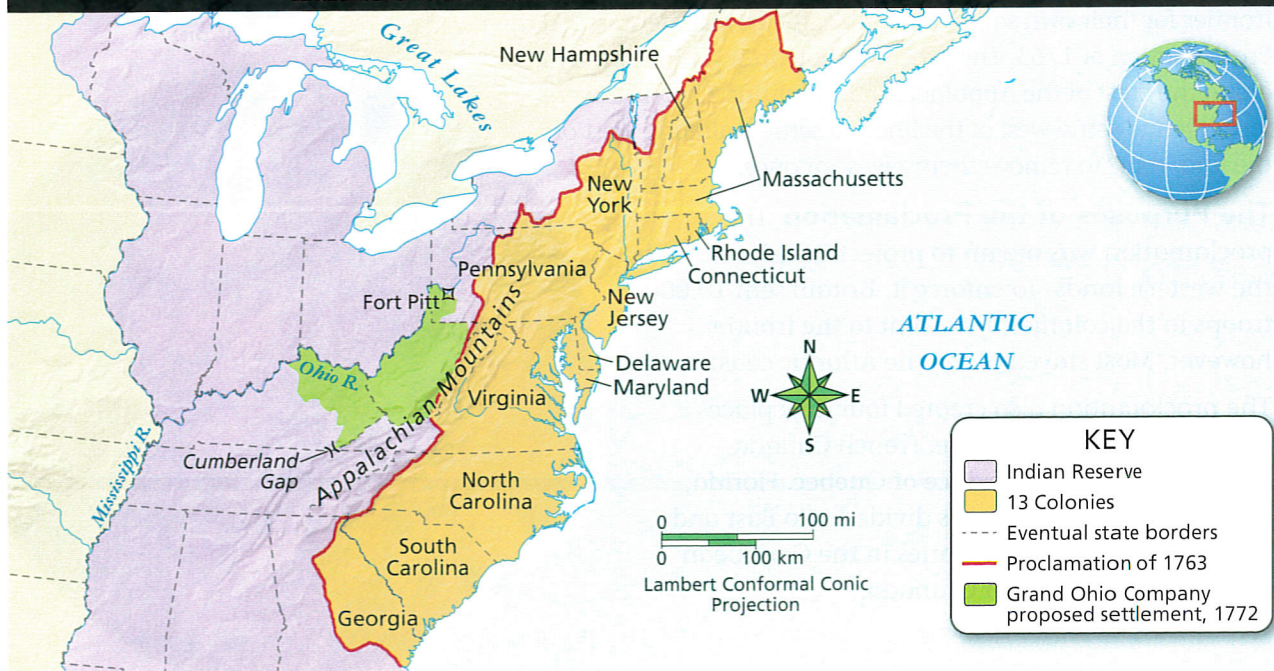 Great Lakes
New Hampshire
Massachusetts
New
York
Rhode Island
Connecticut
Pennsylvania
Fort Pitt
New
Jersey
ATLANTIC
OCEAN
Delaware
Maryland
Ohio R.
Virginia
Appalachian Mountains
Mississippi R.
Cumberland
Gap
North
Carolina
South
Carolina
Georgia
N
W
E
S
0 100 mi
0 100 km
Lambert Conformal Conic
Projection
KEY
Indian Reserve
13 Colonies
Eventual state borders
Proclamation of 1763
Grand Ohio Company
proposed settlement, 1772